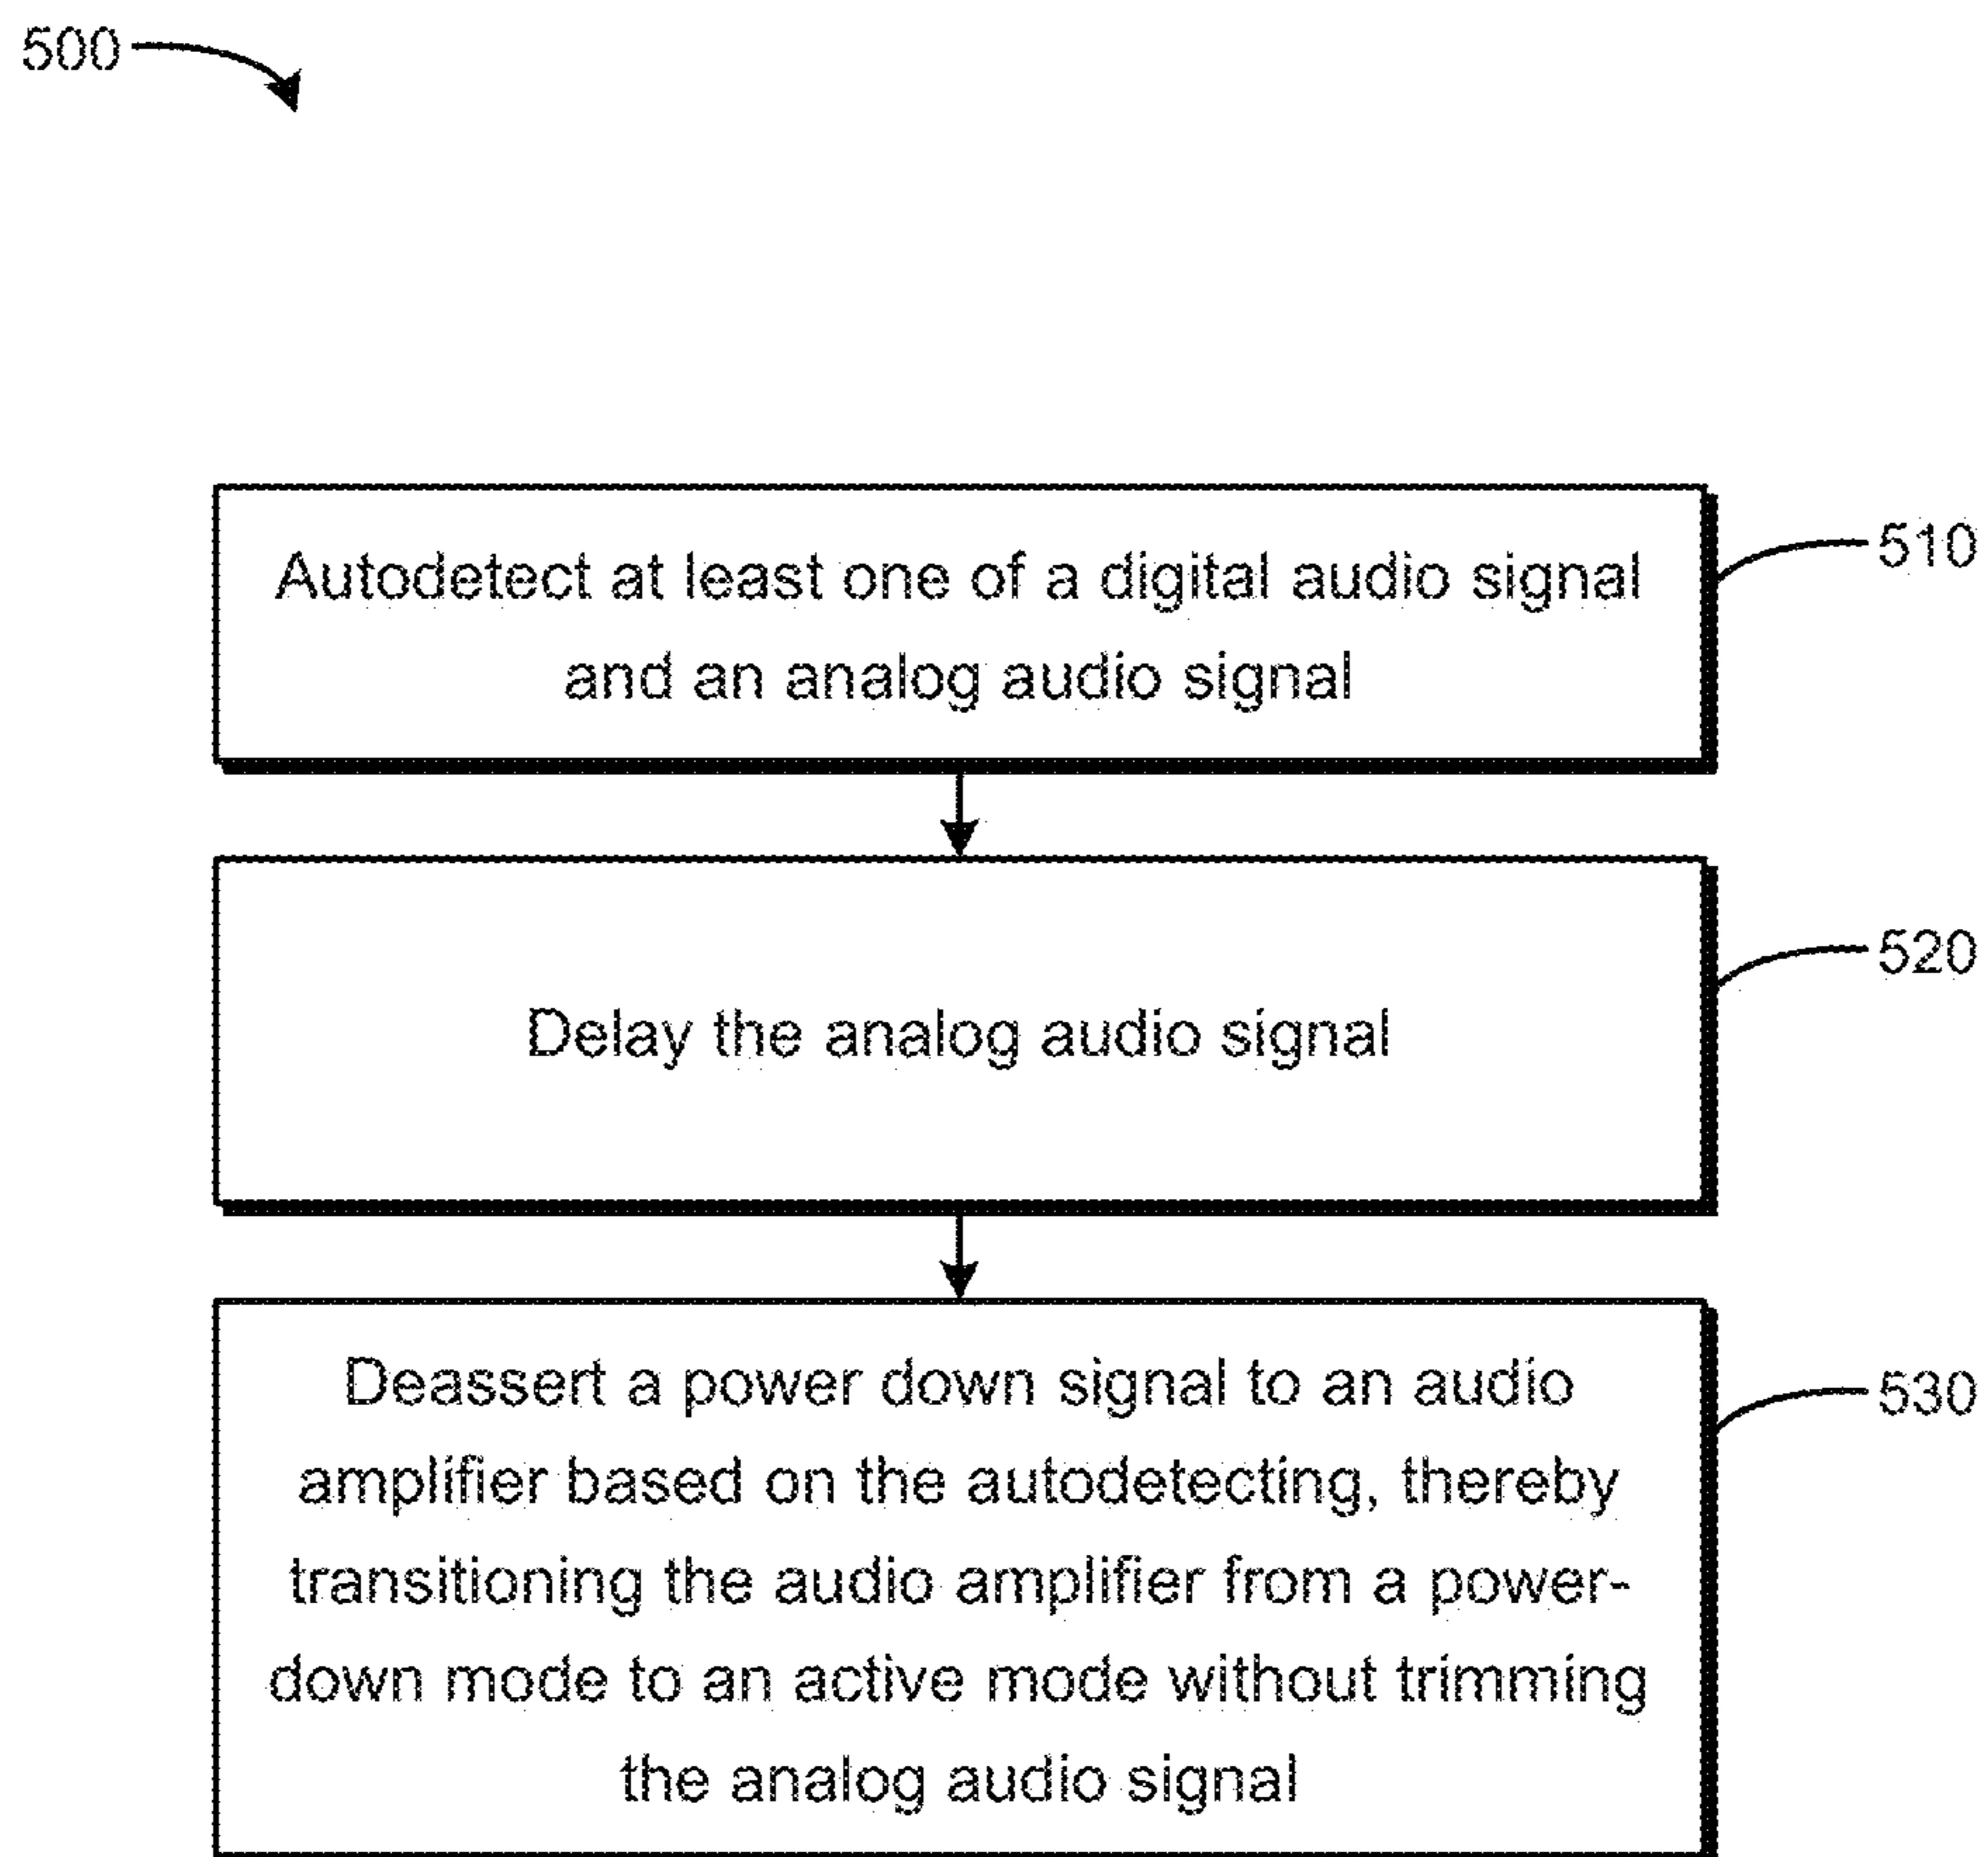 500
Autodetect at least one of a digital audio signal
and an analog audio signal
510
Delay the analog audio signal
520
Deassert a power down signal to an audio
amplifier based on the autodetecting, thereby
transitioning the audio amplifier from a power-
down mode to an active mode without trimming
the analog audio signal
530